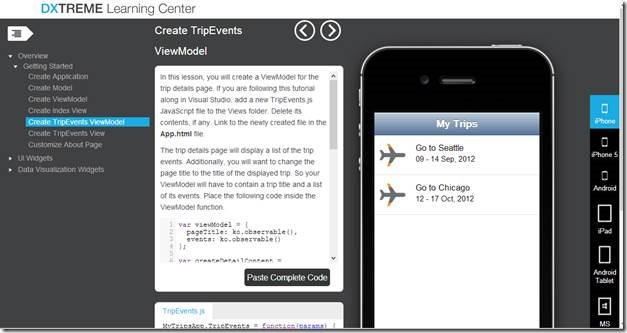 DXTREME Learning Center
Overview
Getting Started
Create Application
Create Model
Create ViewModel
Create Index View
Create TripEvents ViewModel
Create TripEvents View
Customize About Page
UI Widgets
Data Visualization Widgets
Create TripEvents
ViewModel
In this lesson, you will create a ViewModel for the
trip details page. If you are following this tutorial
along in Visual Studio, add a new TripEvents.js
JavaScript file to the Views folder. Delete its
contents, if any. Link to the newly created file in the
App.html file.
The trip details page will display a list of the trip
events. Additionally, you will want to change the
page title to the title of the displayed trip. So your
ViewModel will have to contain a trip title and a list
of its events. Place the following code inside the
ViewModel function.
1 var viewModel = {
2 pageTitle: ko.observable(),
3 events: ko.observable()
4 };
5
6 var createDetailContent =
Paste Complete Code
TripEvents.js
MyTripsApp.TripEvents = function(params) {
My Trips
Go to Seattle
09 - 14 Sep, 2012
Go to Chicago
12 - 17 Oct, 2012
iPhone
iPhone 5
Android
iPad
Android
Tablet
MS